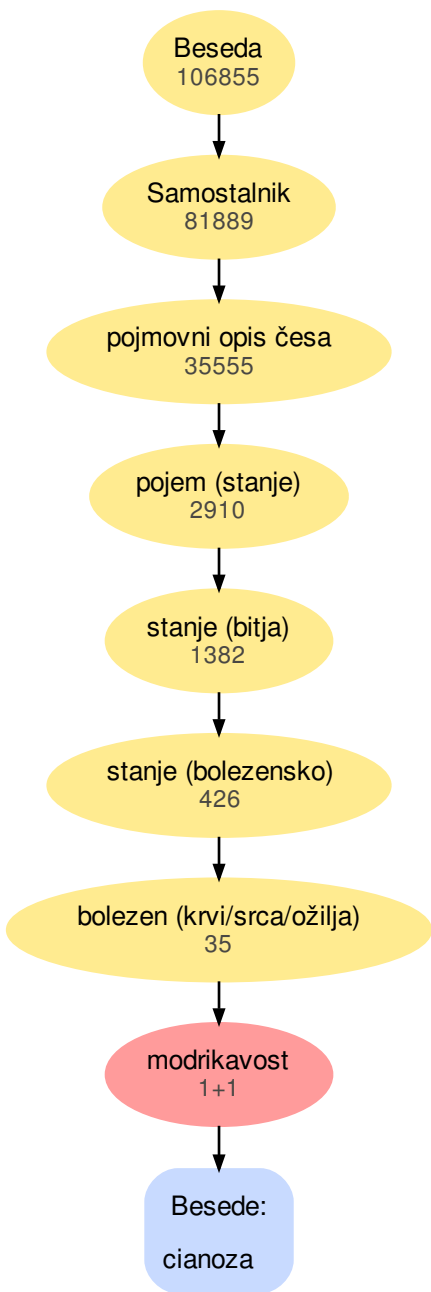 Beseda
106855
Samostalnik
81889
pojmovni opis česa
35555
pojem (stanje)
2910
stanje (bitja)
1382
stanje (bolezensko)
426
bolezen (krvi/srca/ožilja)
35
modrikavost
1+1
Besede:
cianoza